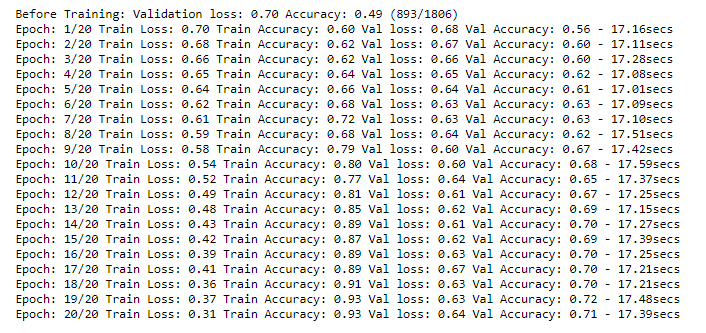 Before Training: Validation loss: 0.70 Accuracy: 0.49 (893/1806)
Epoch: 1/20 Train Loss: 0.70 Train Accuracy: 0.60 Val loss: 0.68 Val Accuracy: 0.56 - 17.16secs
Epoch: 2/20 Train Loss: 0.68 Train Accuracy: 0.62 Val loss: 0.67 Val Accuracy: 0.60 - 17.11secs
Epoch: 3/20 Train Loss: 0.66 Train Accuracy: 0.62 Val loss: 0.66 Val Accuracy: 0.60 - 17.28secs
Epoch: 4/20 Train Loss: 0.65 Train Accuracy: 0.64 Val loss: 0.65 Val Accuracy: 0.62 - 17.08secs
Epoch: 5/20 Train Loss: 0.64 Train Accuracy: 0.66 Val loss: 0.64 Val Accuracy: 0.61 - 17.01secs
Epoch: 6/20 Train Loss: 0.62 Train Accuracy: 0.68 Val loss: 0.63 Val Accuracy: 0.63 - 17.09secs
Epoch: 7/20 Train Loss: 0.61 Train Accuracy: 0.72 Val loss: 0.63 Val Accuracy: 0.63 - 17.10secs
Epoch: 8/20 Train Loss: 0.59 Train Accuracy: 0.68 Val loss: 0.64 Val Accuracy: 0.62 - 17.51secs
Epoch: 9/20 Train Loss: 0.58 Train Accuracy: 0.79 Val loss: 0.60 Val Accuracy: 0.67 - 17.42secs
Epoch: 10/20 Train Loss: 0.54 Train Accuracy: 0.80 Val loss: 0.60 Val Accuracy: 0.68 - 17.59secs
Epoch: 11/20 Train Loss: 0.52 Train Accuracy: 0.77 Val loss: 0.64 Val Accuracy: 0.65 - 17.37secs
Epoch: 12/20 Train Loss: 0.49 Train Accuracy: 0.81 Val loss: 0.61 Val Accuracy: 0.67 - 17.25secs
Epoch: 13/20 Train Loss: 0.48 Train Accuracy: 0.85 Val loss: 0.62 Val Accuracy: 0.69 - 17.15secs
Epoch: 14/20 Train Loss: 0.43 Train Accuracy: 0.89 Val loss: 0.61 Val Accuracy: 0.70 - 17.27secs
Epoch: 15/20 Train Loss: 0.42 Train Accuracy: 0.87 Val loss: 0.62 Val Accuracy: 0.69 - 17.39secs
Epoch: 16/20 Train Loss: 0.39 Train Accuracy: 0.89 Val loss: 0.63 Val Accuracy: 0.70 - 17.25secs
Epoch: 17/20 Train Loss: 0.41 Train Accuracy: 0.89 Val loss: 0.67 Val Accuracy: 0.70 - 17.21secs
Epoch: 18/20 Train Loss: 0.36 Train Accuracy: 0.91 Val loss: 0.63 Val Accuracy: 0.70 - 17.21secs
Epoch: 19/20 Train Loss: 0.37 Train Accuracy: 0.93 Val loss: 0.63 Val Accuracy: 0.72 - 17.48secs
Epoch: 20/20 Train Loss: 0.31 Train Accuracy: 0.93 Val loss: 0.64 Val Accuracy: 0.71 - 17.39secs